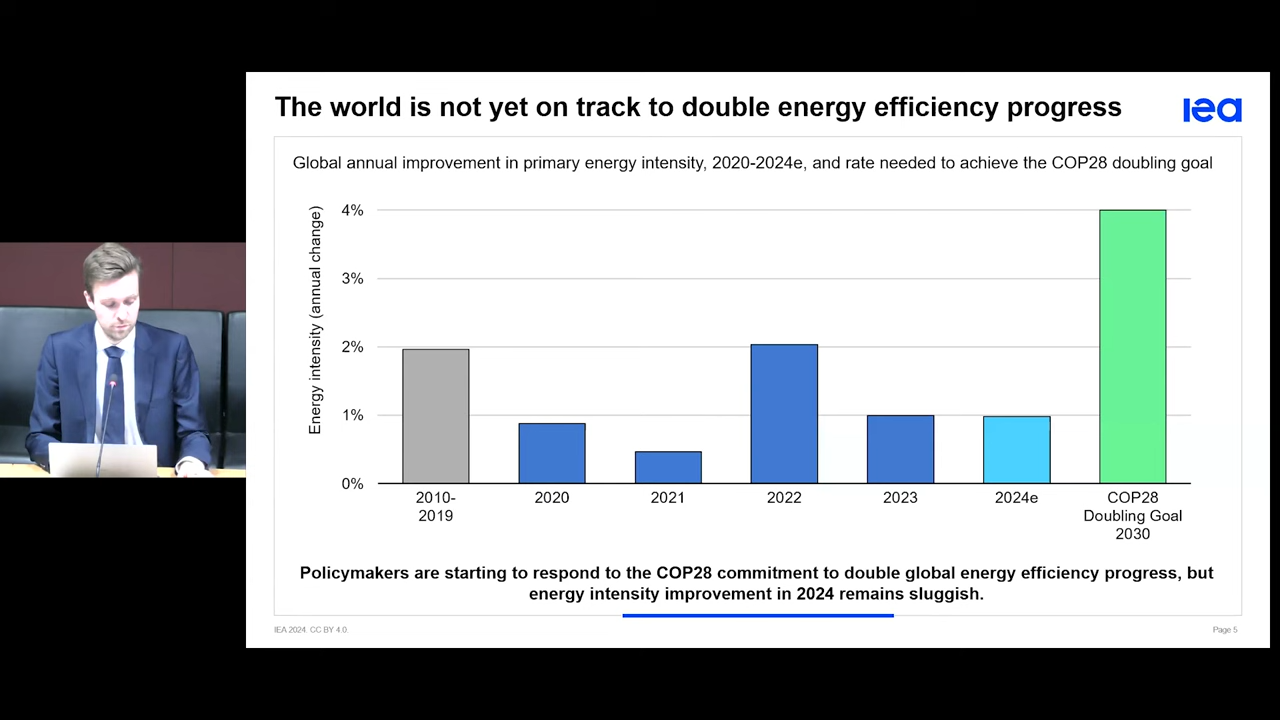 The world is not yet on track to double energy efficiency progress
iea
Global annual improvement in primary energy intensity, 2020-2024e, and rate needed to achieve the COP28 doubling goal
Energy intensity (annual change)
4%
3%
2%
1%
0%
2010-
2019
2020
2021
2022
2023
2024e
COP28
Doubling Goal
2030
Policymakers are starting to respond to the COP28 commitment to double global energy efficiency progress, but
energy intensity improvement in 2024 remains sluggish.
IEA 2024. CC BY 4.0.
Page 5